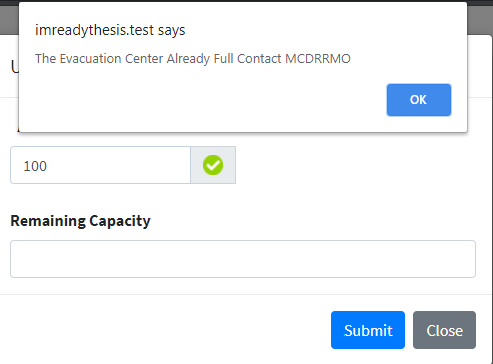 imreadythesis.test says
The Evacuation Center Already Full Contact MCDRRMO
OK
100
Remaining Capacity
Submit
Close